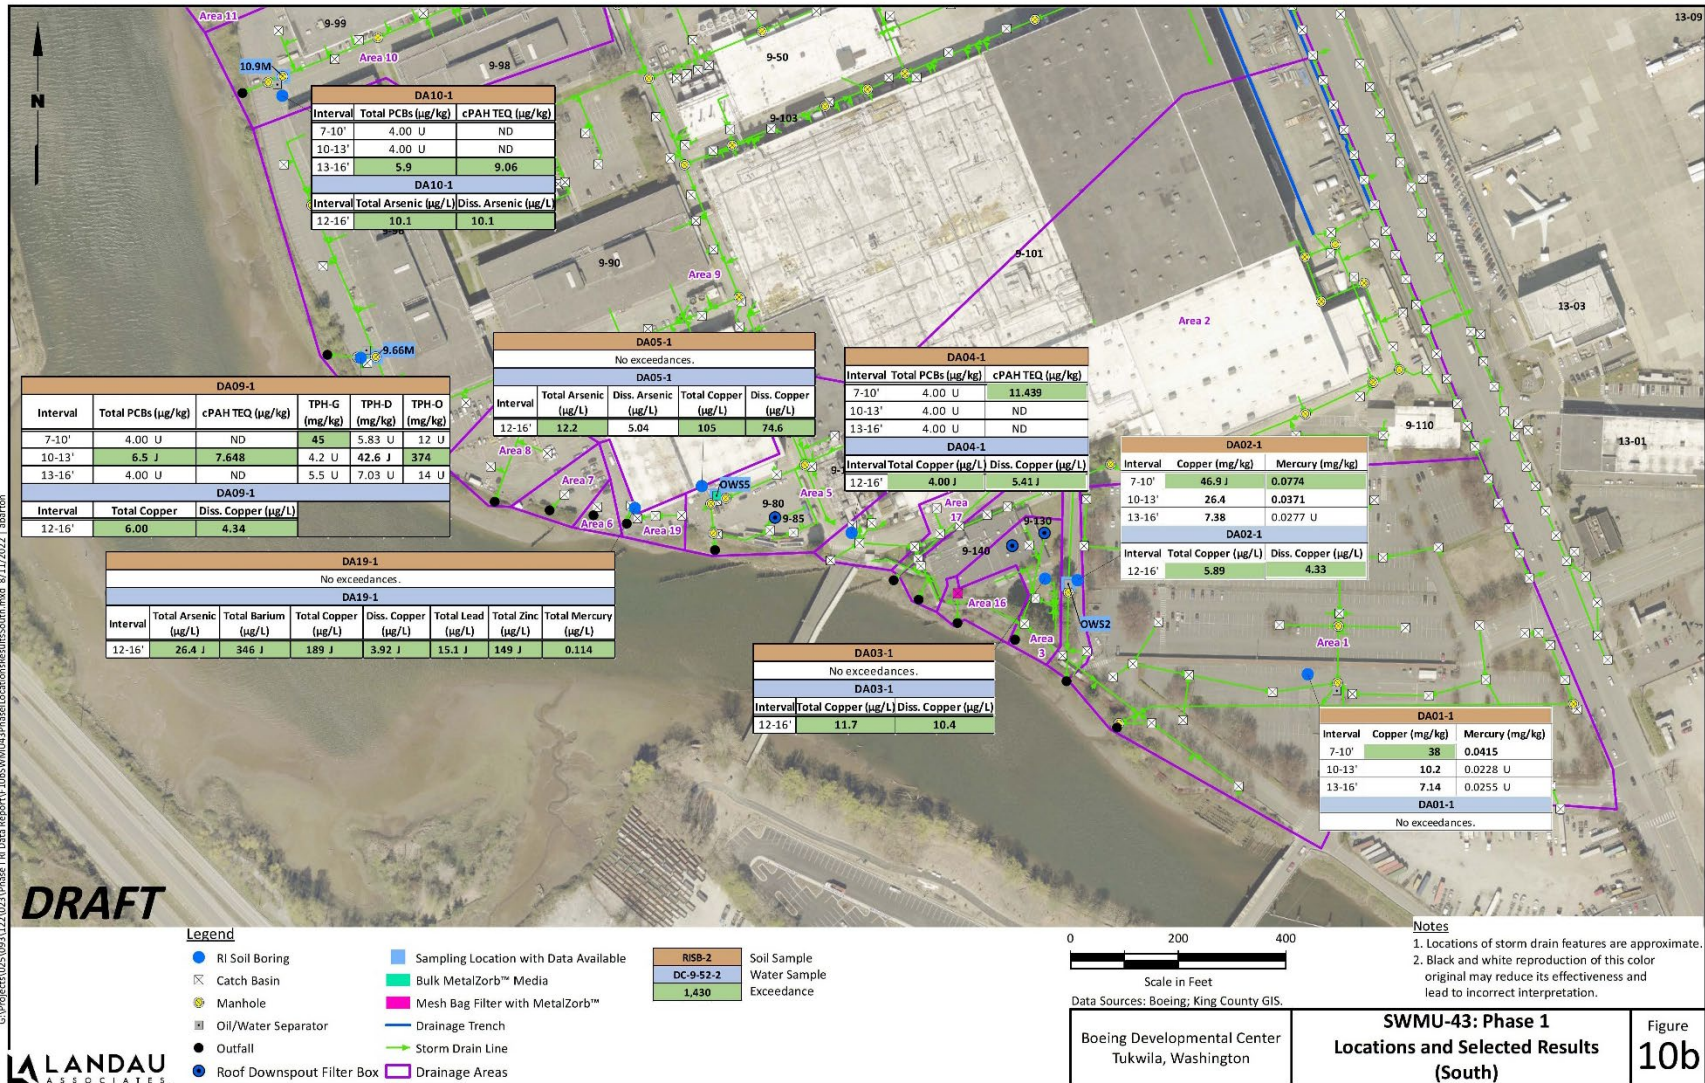 13-09
Area 11
9-99
Area 10
9-98
10.9M
N
9-50
9-103
DA10-1
Interval Total PCBs (µg/kg) cPAH TEQ (µg/kg)
7-10' 4.00 U ND
10-13' 4.00 U ND
13-16' 5.9 9.06
DA10-1
Interval Total Arsenic (µg/L) Diss. Arsenic (µg/L)
12-16' 10.1 10.1
9-90
Area 9
9-101
Area 2
13-03
9.66M
DA09-1
Interval Total PCBs (µg/kg) cPAH TEQ (µg/kg) TPH-G (mg/kg) TPH-D (mg/kg) TPH-O (mg/kg)
7-10' 4.00 U ND 45 5.83 U 12 U
10-13' 6.5 J 7.648 4.2 U 42.6 J 374
13-16' 4.00 U ND 5.5 U 7.03 U 14 U
DA09-1
Interval Total Copper Diss. Copper (µg/L)
12-16' 6.00 4.34
DA05-1
No exceedances.
DA05-1
Interval Total Arsenic (µg/L) Diss. Arsenic (µg/L) Total Copper (µg/L) Diss. Copper (µg/L)
12-16' 12.2 5.04 105 74.6
DA04-1
Interval Total PCBs (µg/kg) cPAH TEQ (µg/kg)
7-10' 4.00 U 11.439
10-13' 4.00 U ND
13-16' 4.00 U ND
DA04-1
Interval Total Copper (µg/L) Diss. Copper (µg/L)
12-16' 4.00 J 5.41 J
9-110
13-01
DA02-1
Interval Copper (mg/kg) Mercury (mg/kg)
7-10' 46.9 J 0.0774
10-13' 26.4 0.0371
13-16' 7.38 0.0277 U
DA02-1
Interval Total Copper (µg/L) Diss. Copper (µg/L)
12-16' 5.89 4.33
Area 8
Area 7
Area 6
Area 19
OWS5
9-80
9-85
Area 5
Area 17
9-130
9-140
Area 16
Area 3
OWS2
Area 1
DA19-1
No exceedances.
DA19-1
Interval Total Arsenic (µg/L) Total Barium (µg/L) Total Copper (µg/L) Diss. Copper (µg/L) Total Lead (µg/L) Total Zinc (µg/L) Total Mercury (µg/L)
12-16' 26.4 J 346 J 189 J 3.92 J 15.1 J 149 J 0.114
DA03-1
No exceedances.
DA03-1
Interval Total Copper (µg/L) Diss. Copper (µg/L)
12-16' 11.7 10.4
DA01-1
Interval Copper (mg/kg) Mercury (mg/kg)
7-10' 38 0.0415
10-13' 10.2 0.0228 U
13-16' 7.14 0.0255 U
DA01-1
No exceedances.
DRAFT
Legend
RI Soil Boring
Catch Basin
Manhole
Oil/Water Separator
Outfall
Roof Downspout Filter Box
Sampling Location with Data Available
Bulk MetalZorb™ Media
Mesh Bag Filter with MetalZorb™
Drainage Trench
Storm Drain Line
Drainage Areas
RISB-2 Soil Sample
DC-9-52-2 Water Sample
1,430 Exceedance
0 200 400
Scale in Feet
Data Sources: Boeing; King County GIS.
Notes
1. Locations of storm drain features are approximate.
2. Black and white reproduction of this color
original may reduce its effectiveness and
lead to incorrect interpretation.
LANDAU
ASSOCIATES
Boeing Developmental Center
Tukwila, Washington
SWMU-43: Phase 1
Locations and Selected Results
(South)
Figure
10b